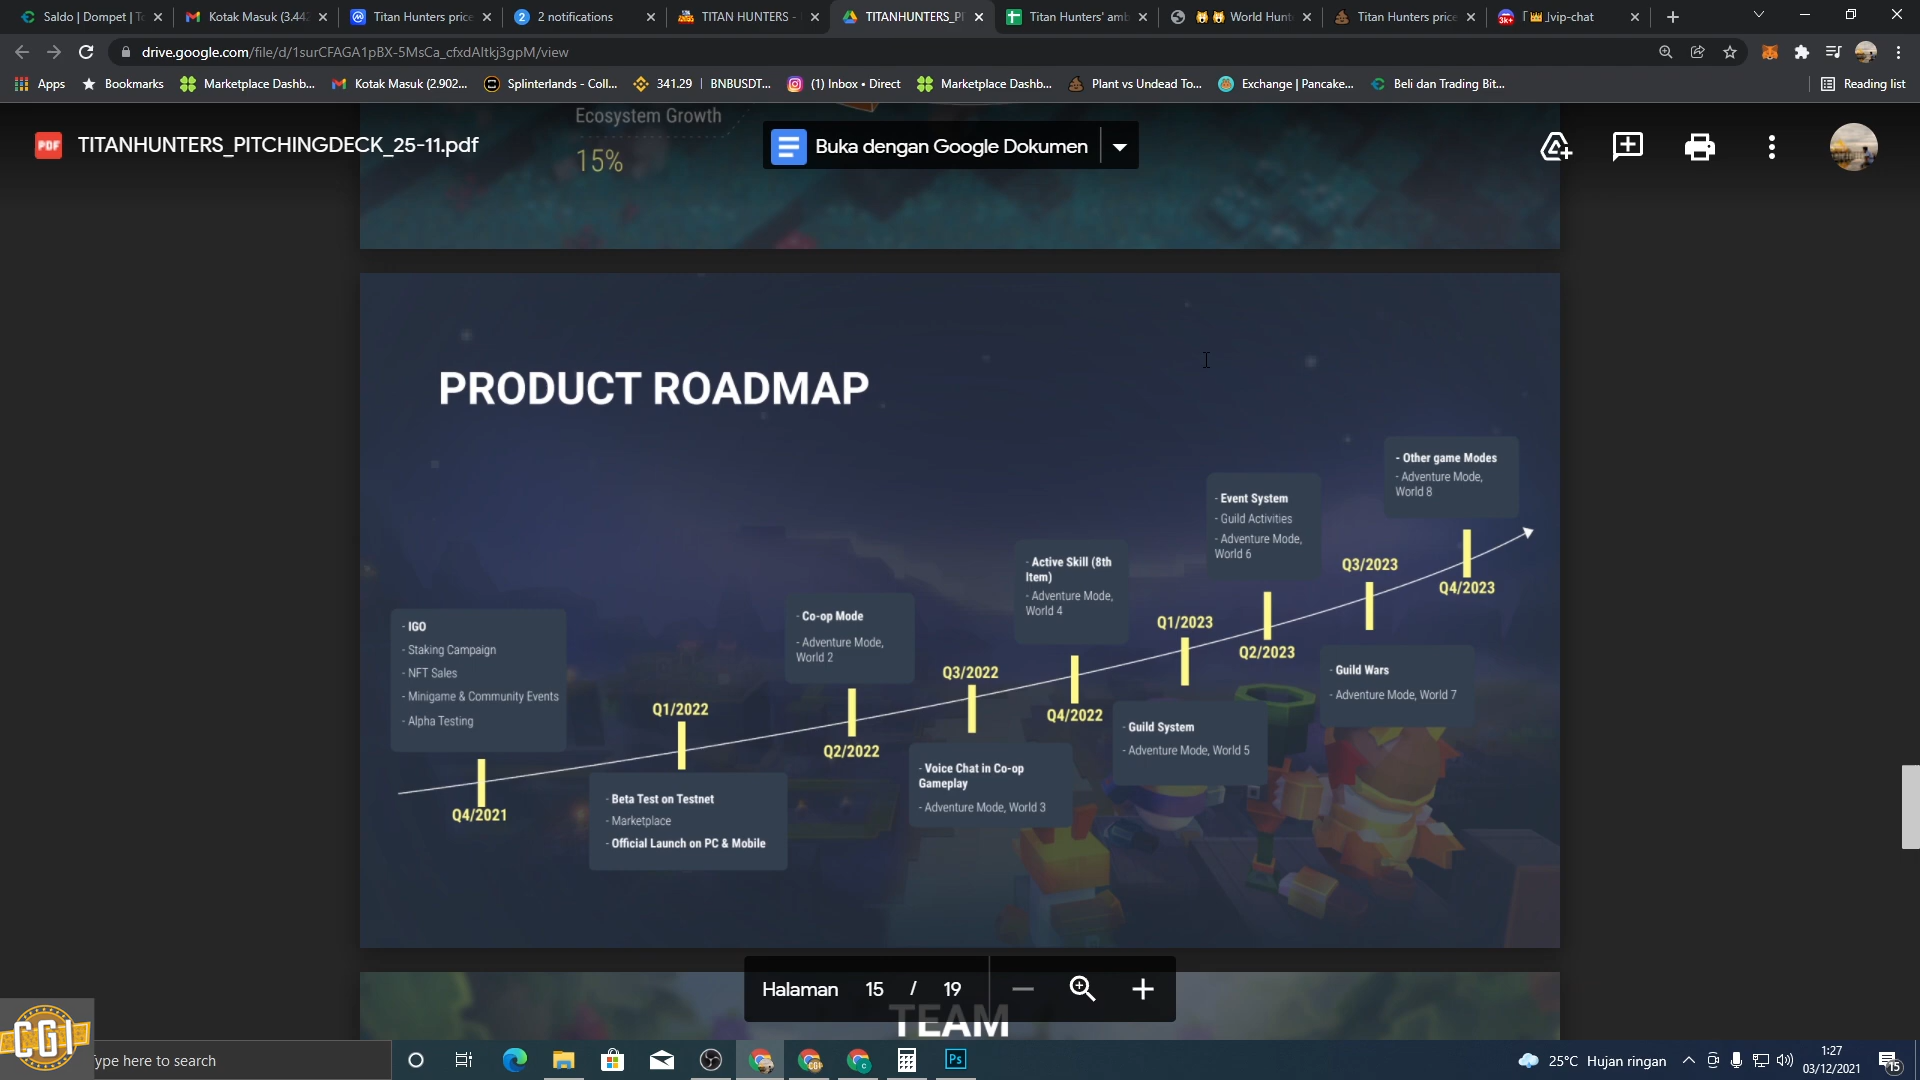 Saldo | Dompet | T
Kotak Masuk (3.44
Titan Hunters price
2 notifications
TITAN HUNTERS -
TITANHUNTERS_PI
Titan Hunters' amb
World Hunt
Titan Hunters price
「👑」vip-chat
drive.google.com/file/d/1surCFAGA1pBX-5MsCa_cfxdAltkj3gpM/view
Apps
Bookmarks
Marketplace Dashb...
Kotak Masuk (2.902...
Splinterlands - Coll...
341.29 | BNBUSDT...
(1) Inbox • Direct
Marketplace Dashb...
Plant vs Undead To...
Exchange | Pancake...
Beli dan Trading Bit...
Reading list
Ecosystem Growth
15%
PDF
TITANHUNTERS_PITCHINGDECK_25-11.pdf
Buka dengan Google Dokumen
PRODUCT ROADMAP
- IGO
- Staking Campaign
- NFT Sales
- Minigame & Community Events
- Alpha Testing
Q4/2021
Q1/2022
- Beta Test on Testnet
- Marketplace
- Official Launch on PC & Mobile
- Co-op Mode
- Adventure Mode,
World 2
Q2/2022
Q3/2022
- Voice Chat in Co-op
Gameplay
- Adventure Mode, World 3
- Active Skill (8th
Item)
- Adventure Mode,
World 4
Q4/2022
Q1/2023
- Guild System
- Adventure Mode, World 5
- Event System
- Guild Activities
- Adventure Mode,
World 6
Q2/2023
Q3/2023
- Guild Wars
- Adventure Mode, World 7
- Other game Modes
- Adventure Mode,
World 8
Q4/2023
Halaman 15 / 19
TEAM
CGI
ype here to search
Ps
25°C Hujan ringan
1:27
03/12/2021
15